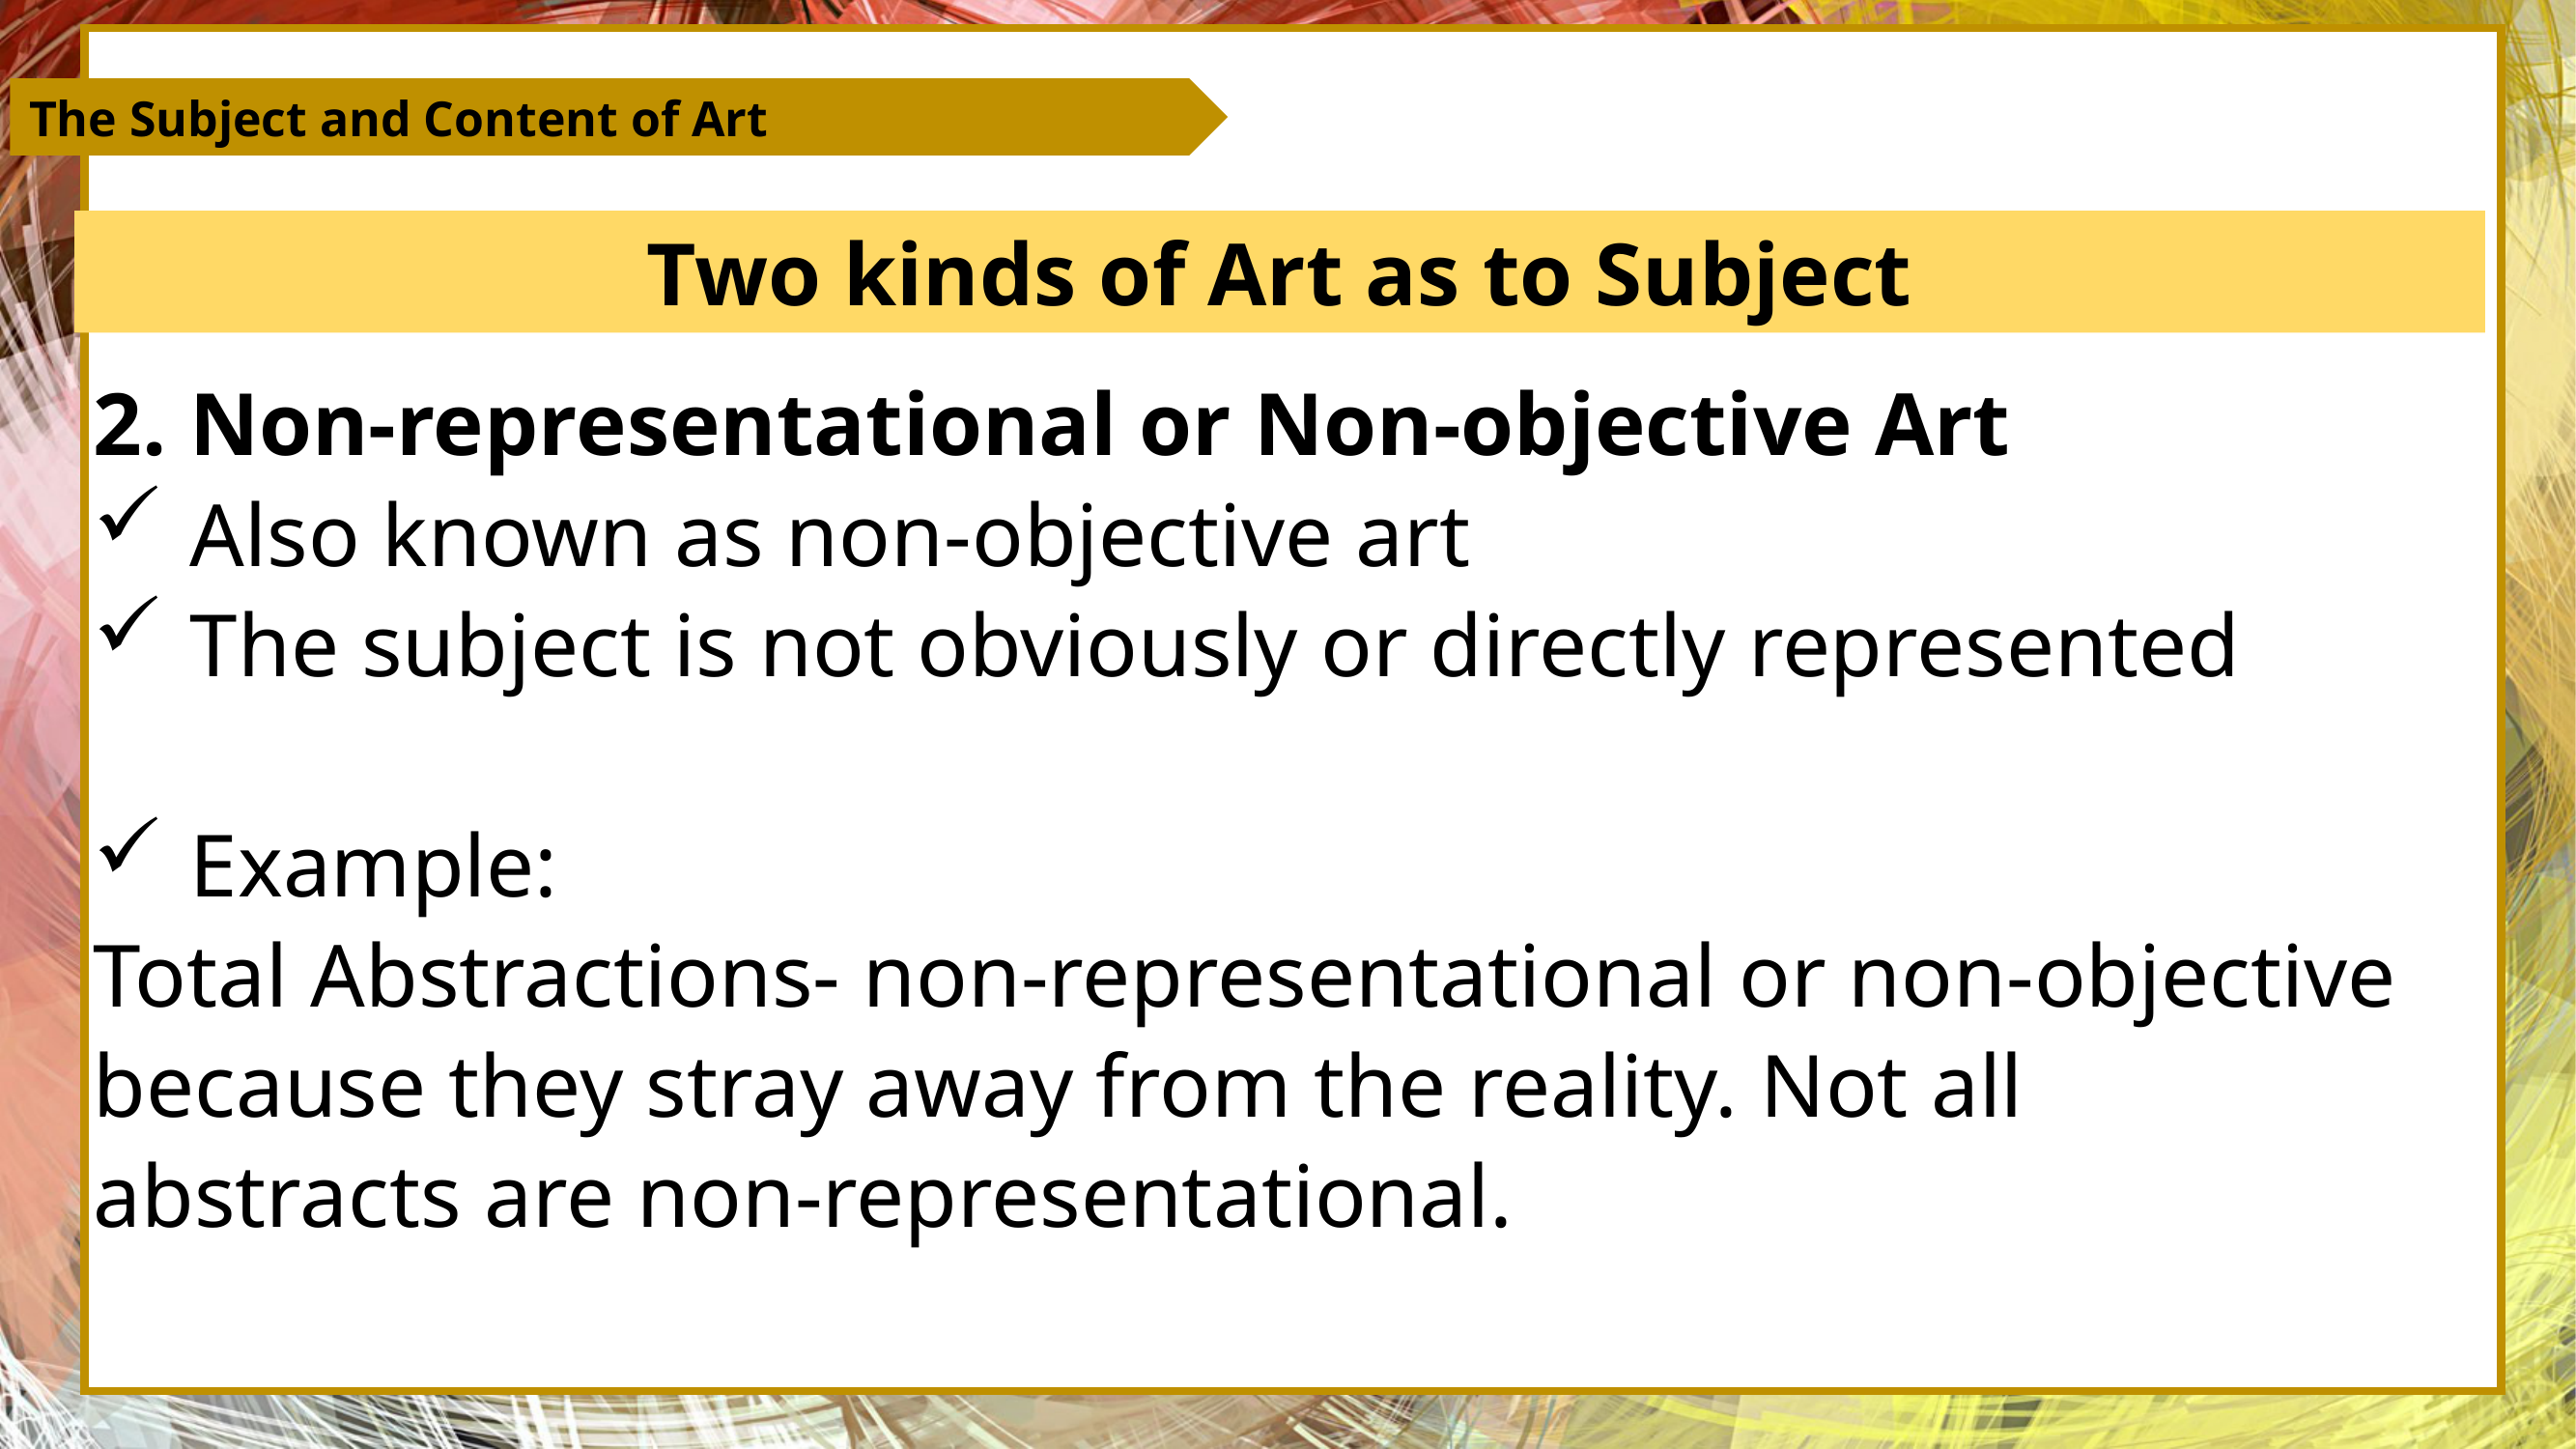 The Subject and Content of Art
Two kinds of Art as to Subject
2. Non-representational or Non-objective Art
✓ Also known as non-objective art
✓ The subject is not obviously or directly represented
✓ Example:
Total Abstractions- non-representational or non-objective
because they stray away from the reality. Not all
abstracts are non-representational.